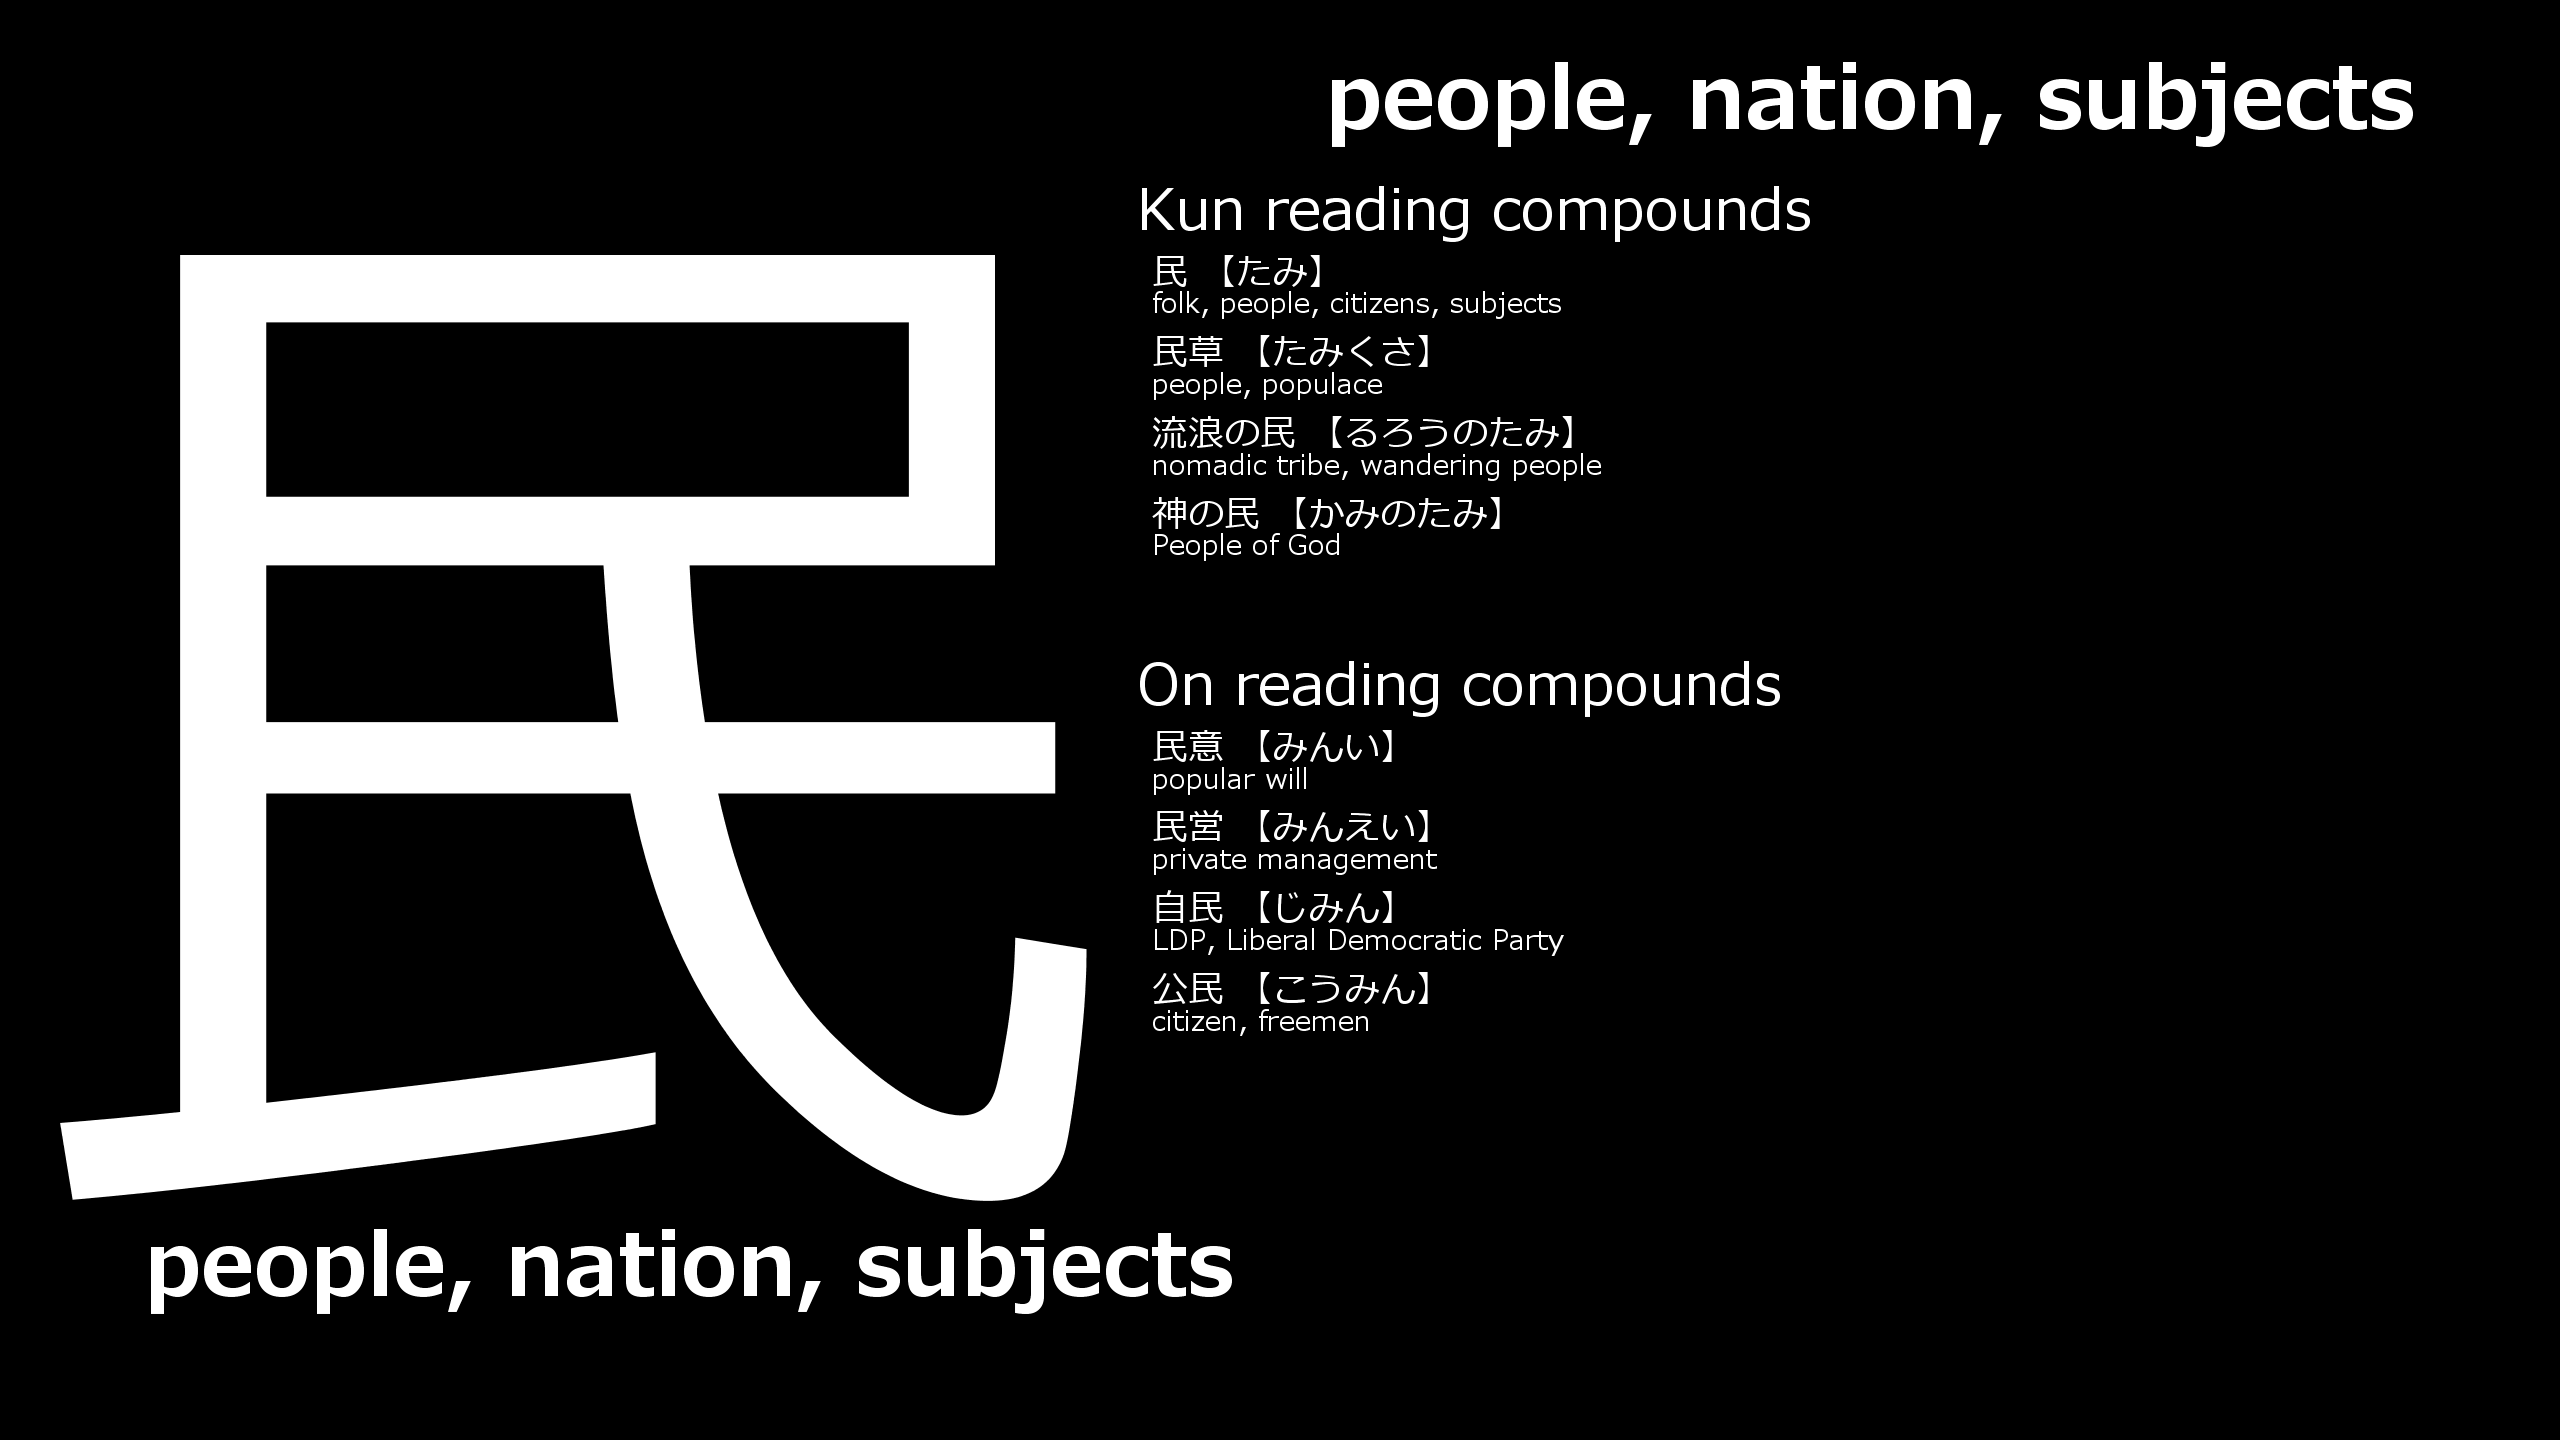 people, nation, subjects
民
people, nation, subjects
Kun reading compounds
民 【たみ】
folk, people, citizens, subjects
民草 【たみくさ】
people, populace
流浪の民 【るろうのたみ】
nomadic tribe, wandering people
神の民 【かみのたみ】
People of God
On reading compounds
民意 【みんい】
popular will
民営 【みんえい】
private management
自民 【じみん】
LDP, Liberal Democratic Party
公民 【こうみん】
citizen, freemen